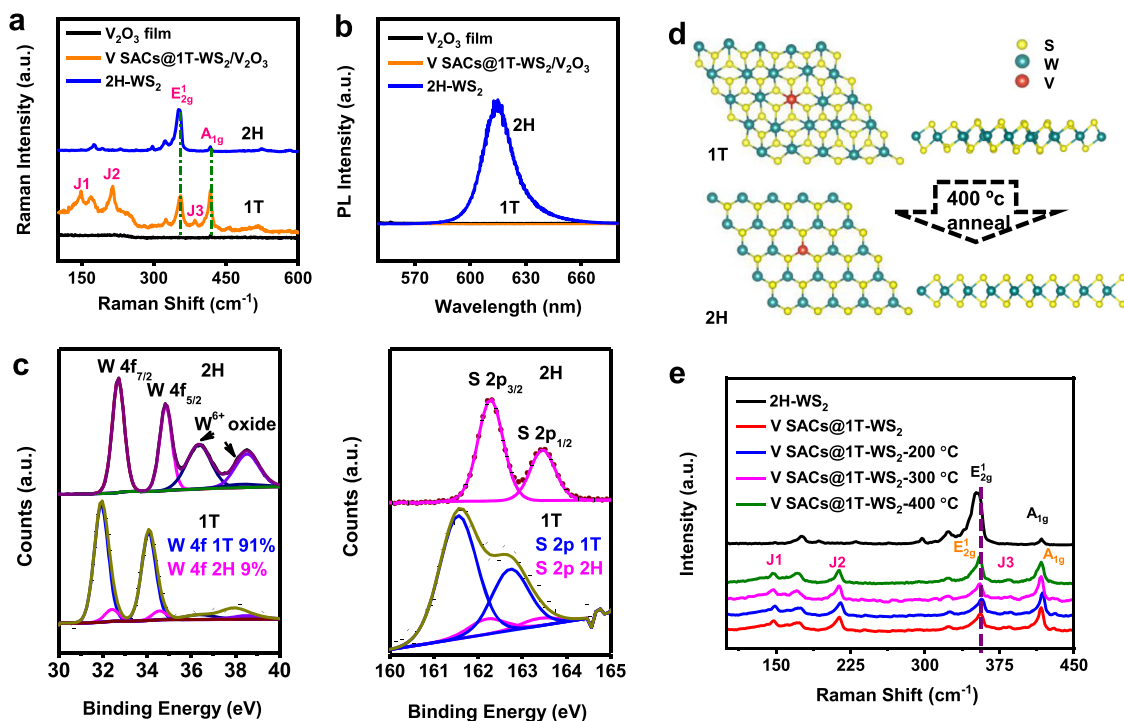 a
V₂O₃ film
V SACs@1T-WS₂/V₂O₃
2H-WS₂
E¹₂g
A₁g
2H
J1
J2
J3
1T
150
300
450
600
Raman Shift (cm⁻¹)
Raman Intensity (a.u.)
b
V₂O₃ film
V SACs@1T-WS₂/V₂O₃
2H-WS₂
2H
1T
570
600
630
660
Wavelength (nm)
PL Intensity (a.u.)
d
S
W
V
1T
400 °c
anneal
2H
c
W 4f₇/₂
2H
W 4f₅/₂
W⁶⁺ oxide
1T
W 4f 1T 91%
W 4f 2H 9%
30
32
34
36
38
40
Binding Energy (eV)
Counts (a.u.)
S 2p₃/₂
2H
S 2p₁/₂
1T
S 2p 1T
S 2p 2H
160
161
162
163
164
165
Binding Energy (eV)
Counts (a.u.)
e
2H-WS₂
V SACs@1T-WS₂
V SACs@1T-WS₂-200 °C
V SACs@1T-WS₂-300 °C
V SACs@1T-WS₂-400 °C
E¹₂g
A₁g
J1
J2
E¹₂g
J3
A₁g
150
225
300
375
450
Raman Shift (cm⁻¹)
Intensity (a.u.)